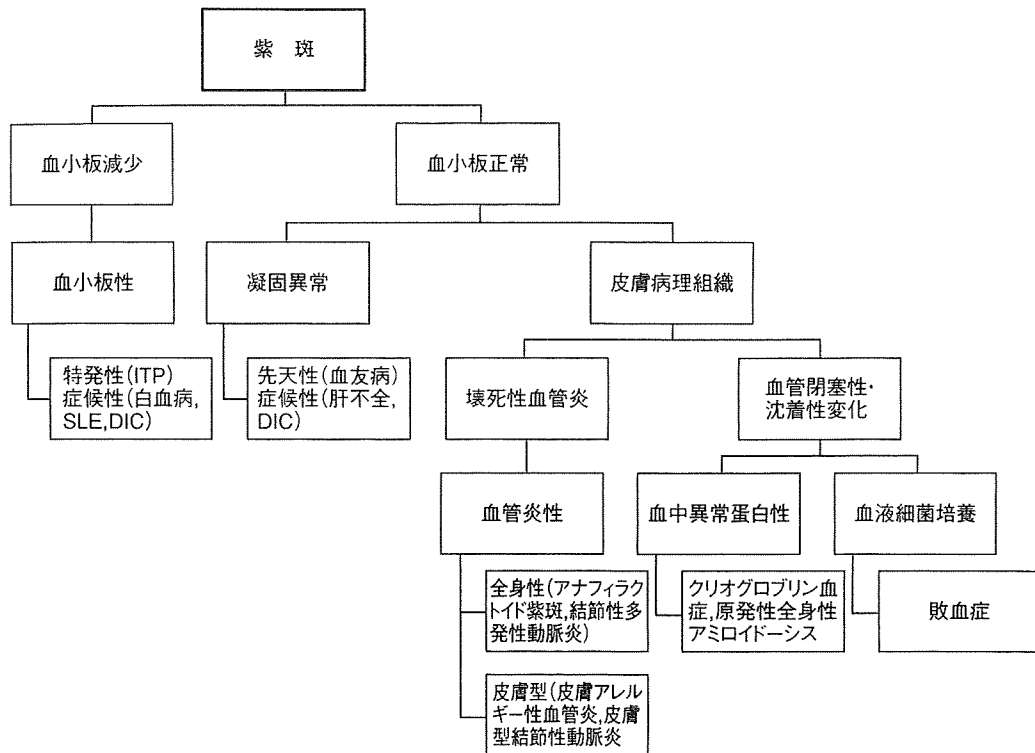 紫 斑
血小板減少
血小板正常
血小板性
凝固異常
皮膚病理組織
特発性(ITP)
症候性(白血病,
SLE,DIC)
先天性(血友病)
症候性(肝不全,
DIC)
壊死性血管炎
血管閉塞性・
沈着性変化
血管炎性
血中異常蛋白性
血液細菌培養
全身性(アナフィラク
トイド紫斑,結節性多
発性動脈炎)
クリオグロブリン血
症,原発性全身性
アミロイドーシス
敗血症
皮膚型(皮膚アレル
ギー性血管炎,皮膚
型結節性動脈炎